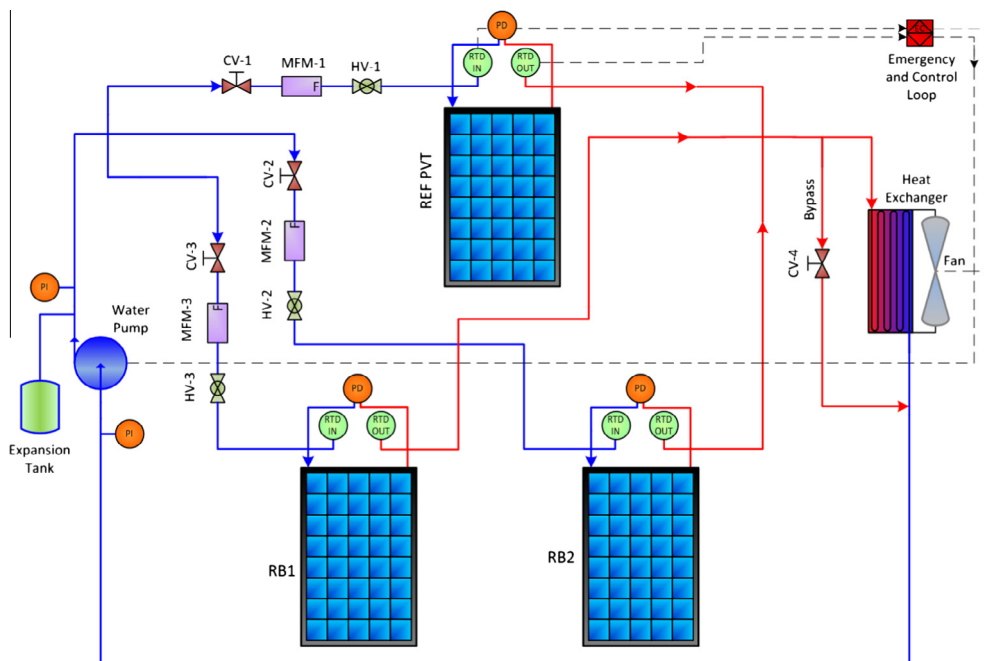 PD
CV-1
MFM-1
HV-1
RTD
IN
RTD
OUT
Emergency
and Control
Loop
F
CV-2
REF PVT
Bypass
Heat
Exchanger
MFM-2
F
CV-3
CV-4
Fan
PI
HV-2
MFM-3
F
Water
Pump
HV-3
PD
PD
RTD
IN
RTD
OUT
RTD
IN
RTD
OUT
PI
Expansion
Tank
RB1
RB2